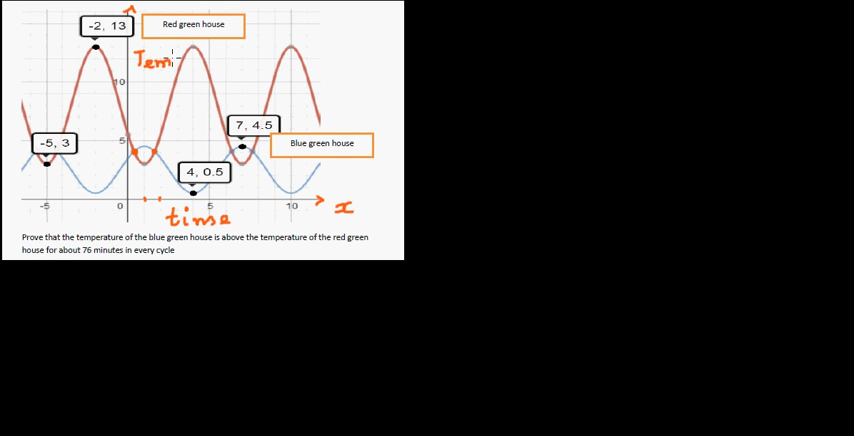 -2, 13
Red green house
Tem
10
7, 4.5
5
-5, 3
Blue green house
4, 0.5
-5
0
5
10
x
time
Prove that the temperature of the blue green house is above the temperature of the red green
house for about 76 minutes in every cycle